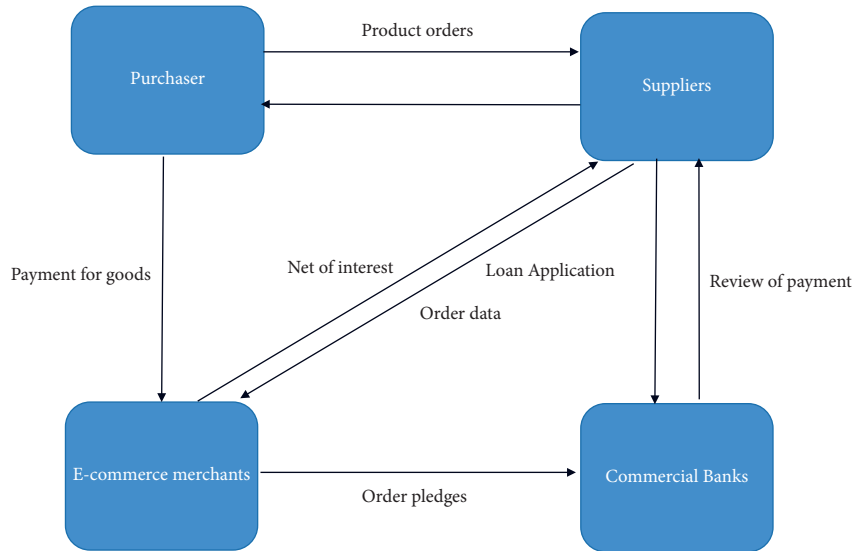 Product orders
Purchaser
Suppliers
Payment for goods
Net of interest
Loan Application
Review of payment
Order data
E-commerce merchants
Commercial Banks
Order pledges